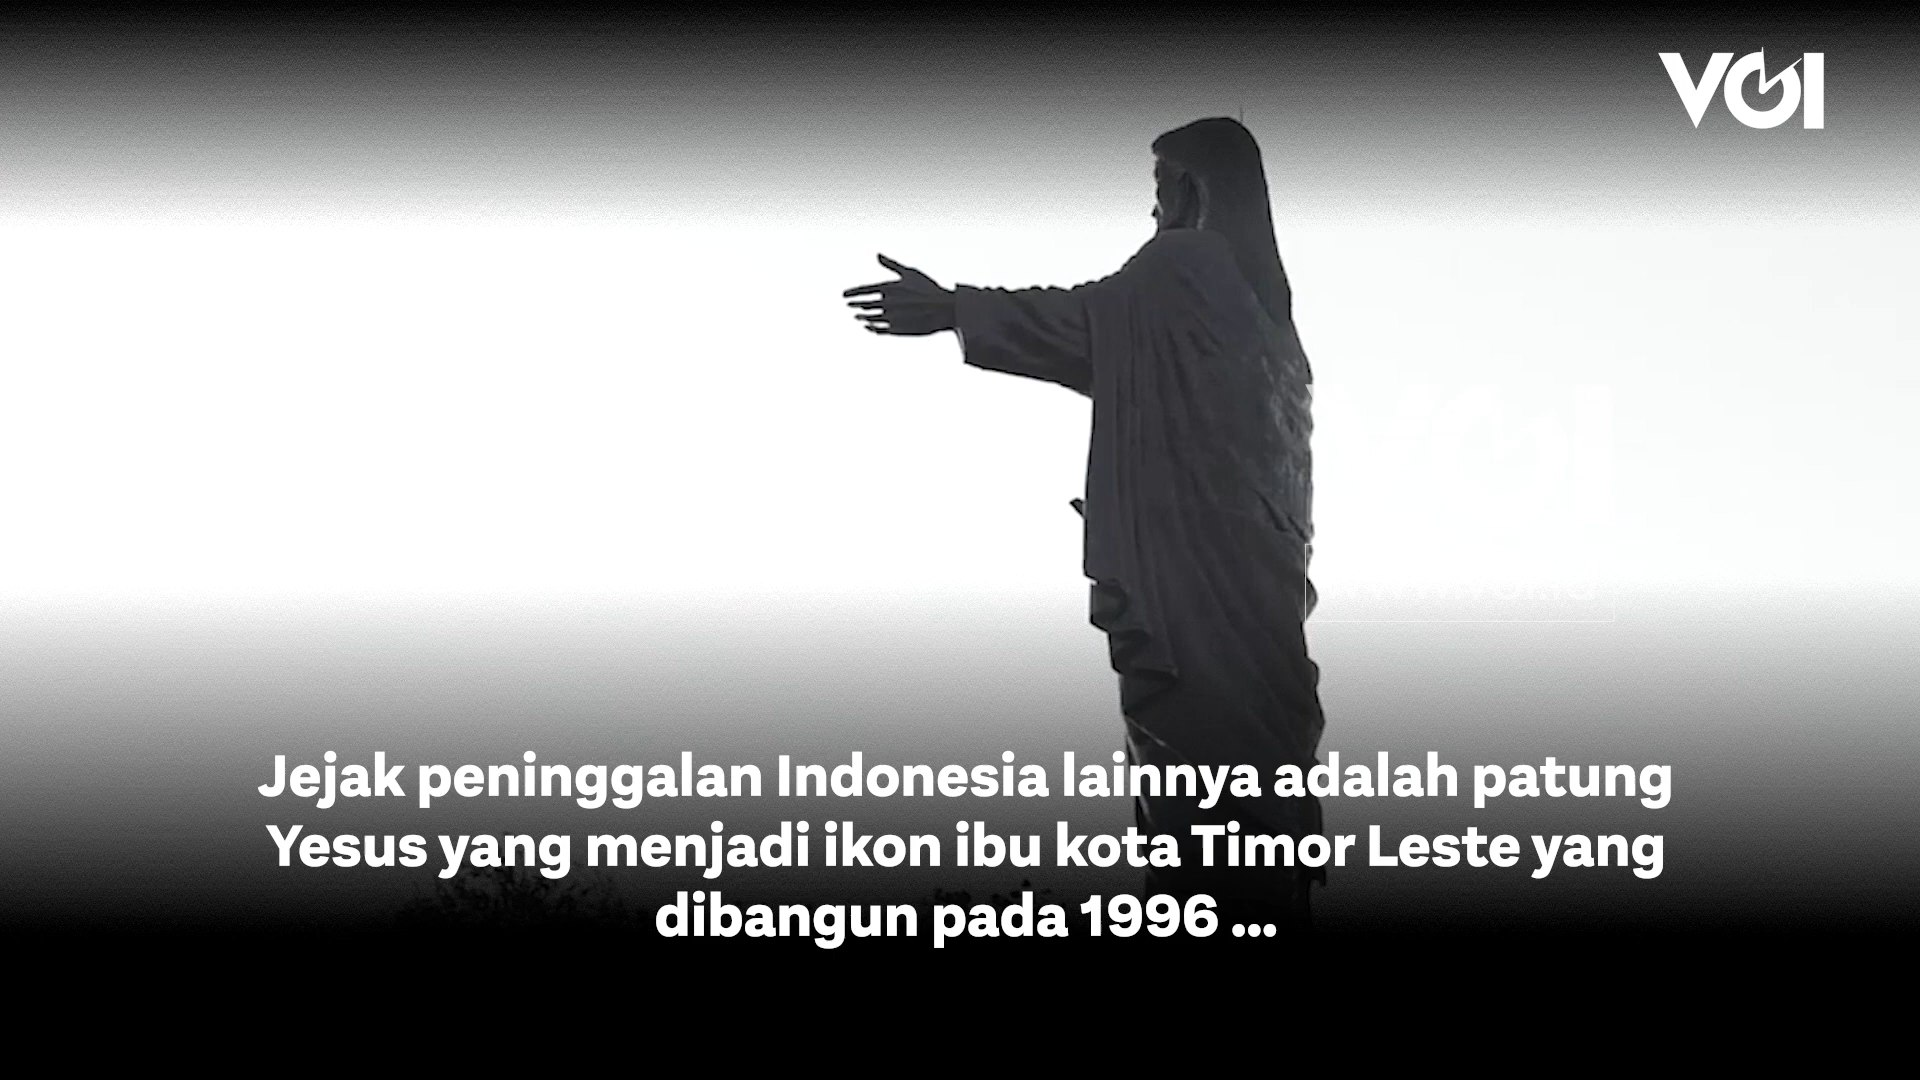 VOI
Jejak peninggalan Indonesia lainnya adalah patung
Yesus yang menjadi ikon ibu kota Timor Leste yang
dibangun pada 1996 ...